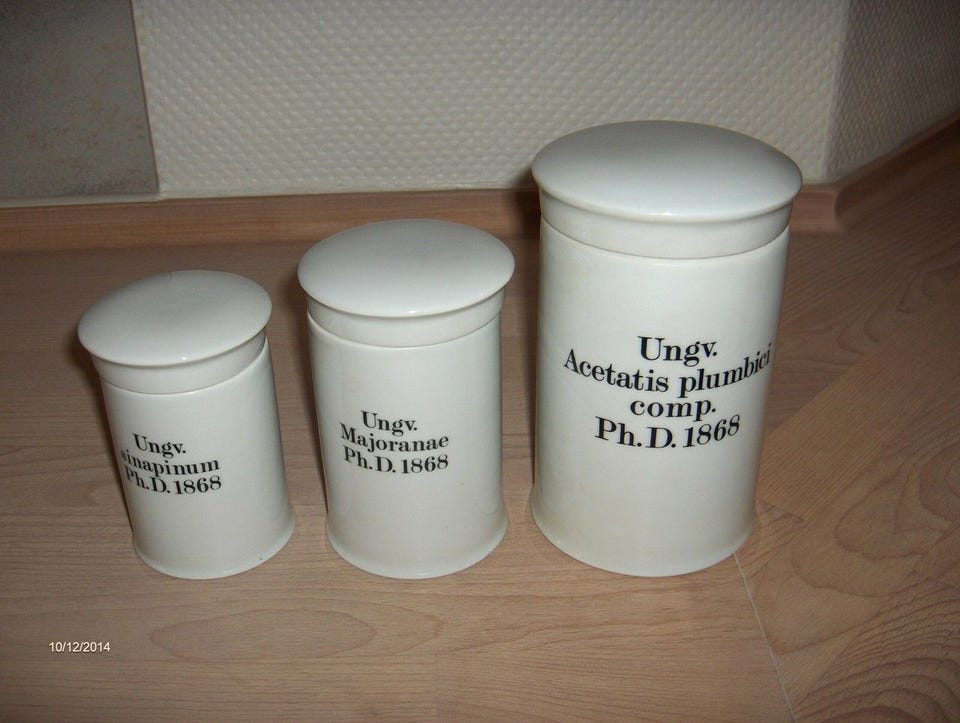 Ungv.
sinapinum
Ph.D. 1868
Ungv.
Majoranae
Ph.D. 1868
Ungv.
Acetatis plumbici
comp.
Ph.D. 1868
10/12/2014